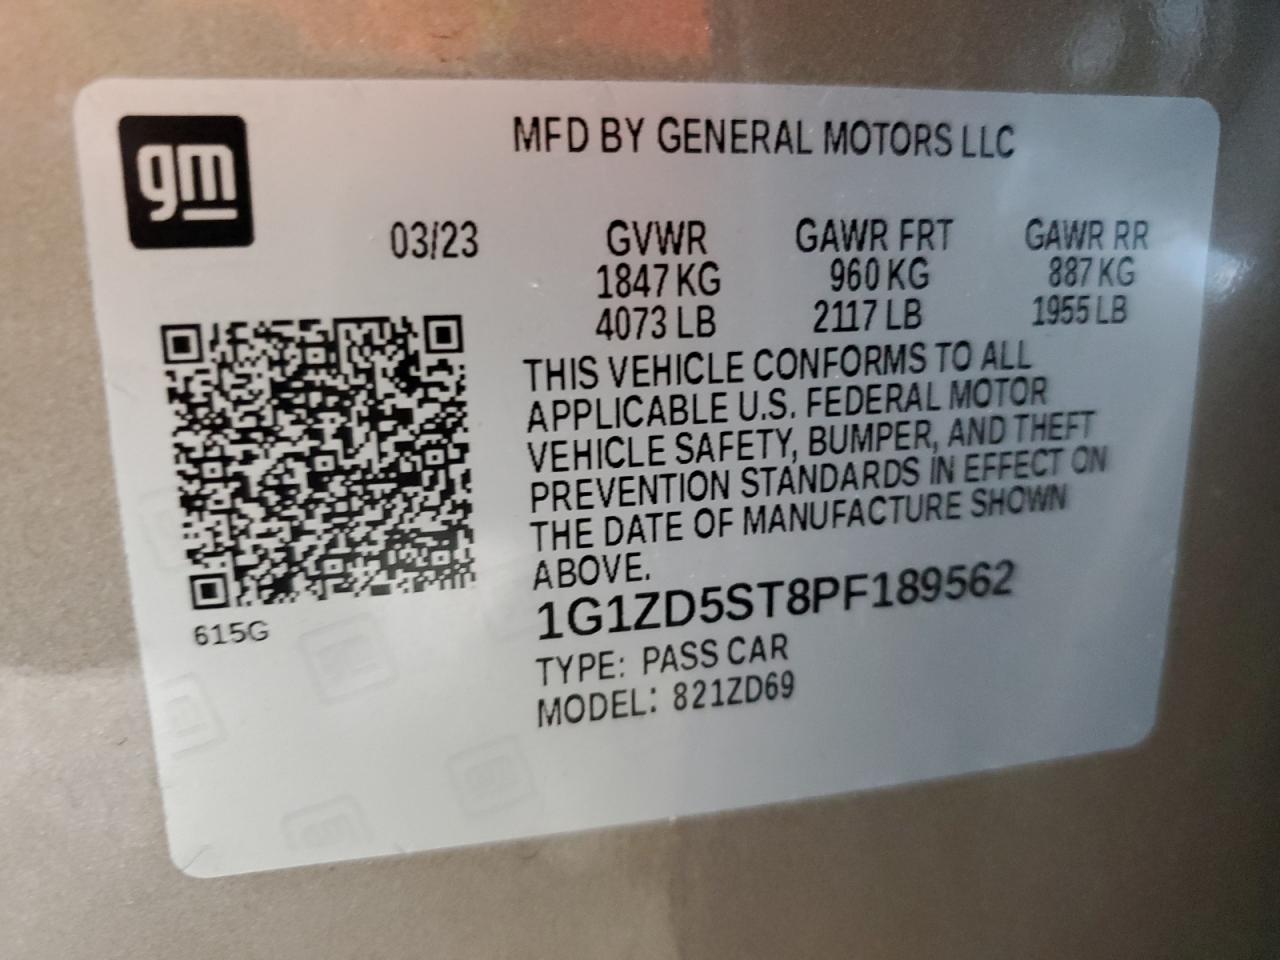 gm
MFD BY GENERAL MOTORS LLC
03/23 GVWR GAWR FRT GAWR RR
1847 KG 960 KG 887 KG
4073 LB 2117 LB 1955 LB
THIS VEHICLE CONFORMS TO ALL
APPLICABLE U.S. FEDERAL MOTOR
VEHICLE SAFETY, BUMPER, AND THEFT
PREVENTION STANDARDS IN EFFECT ON
THE DATE OF MANUFACTURE SHOWN
ABOVE.
1G1ZD5ST8PF189562
615G
TYPE: PASS CAR
MODEL: 821ZD69